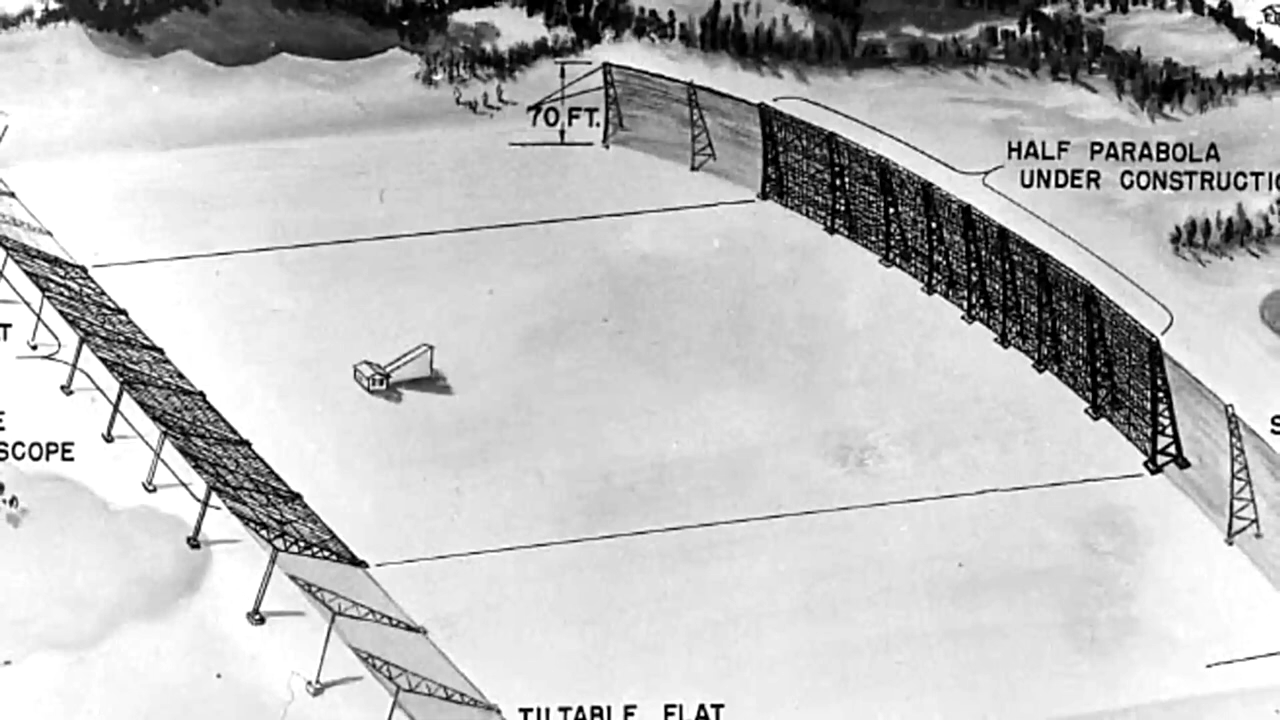 70 FT.
HALF PARABOLA
UNDER CONSTRUCTIO
T
E
SCOPE
S
TILTABLE FLAT